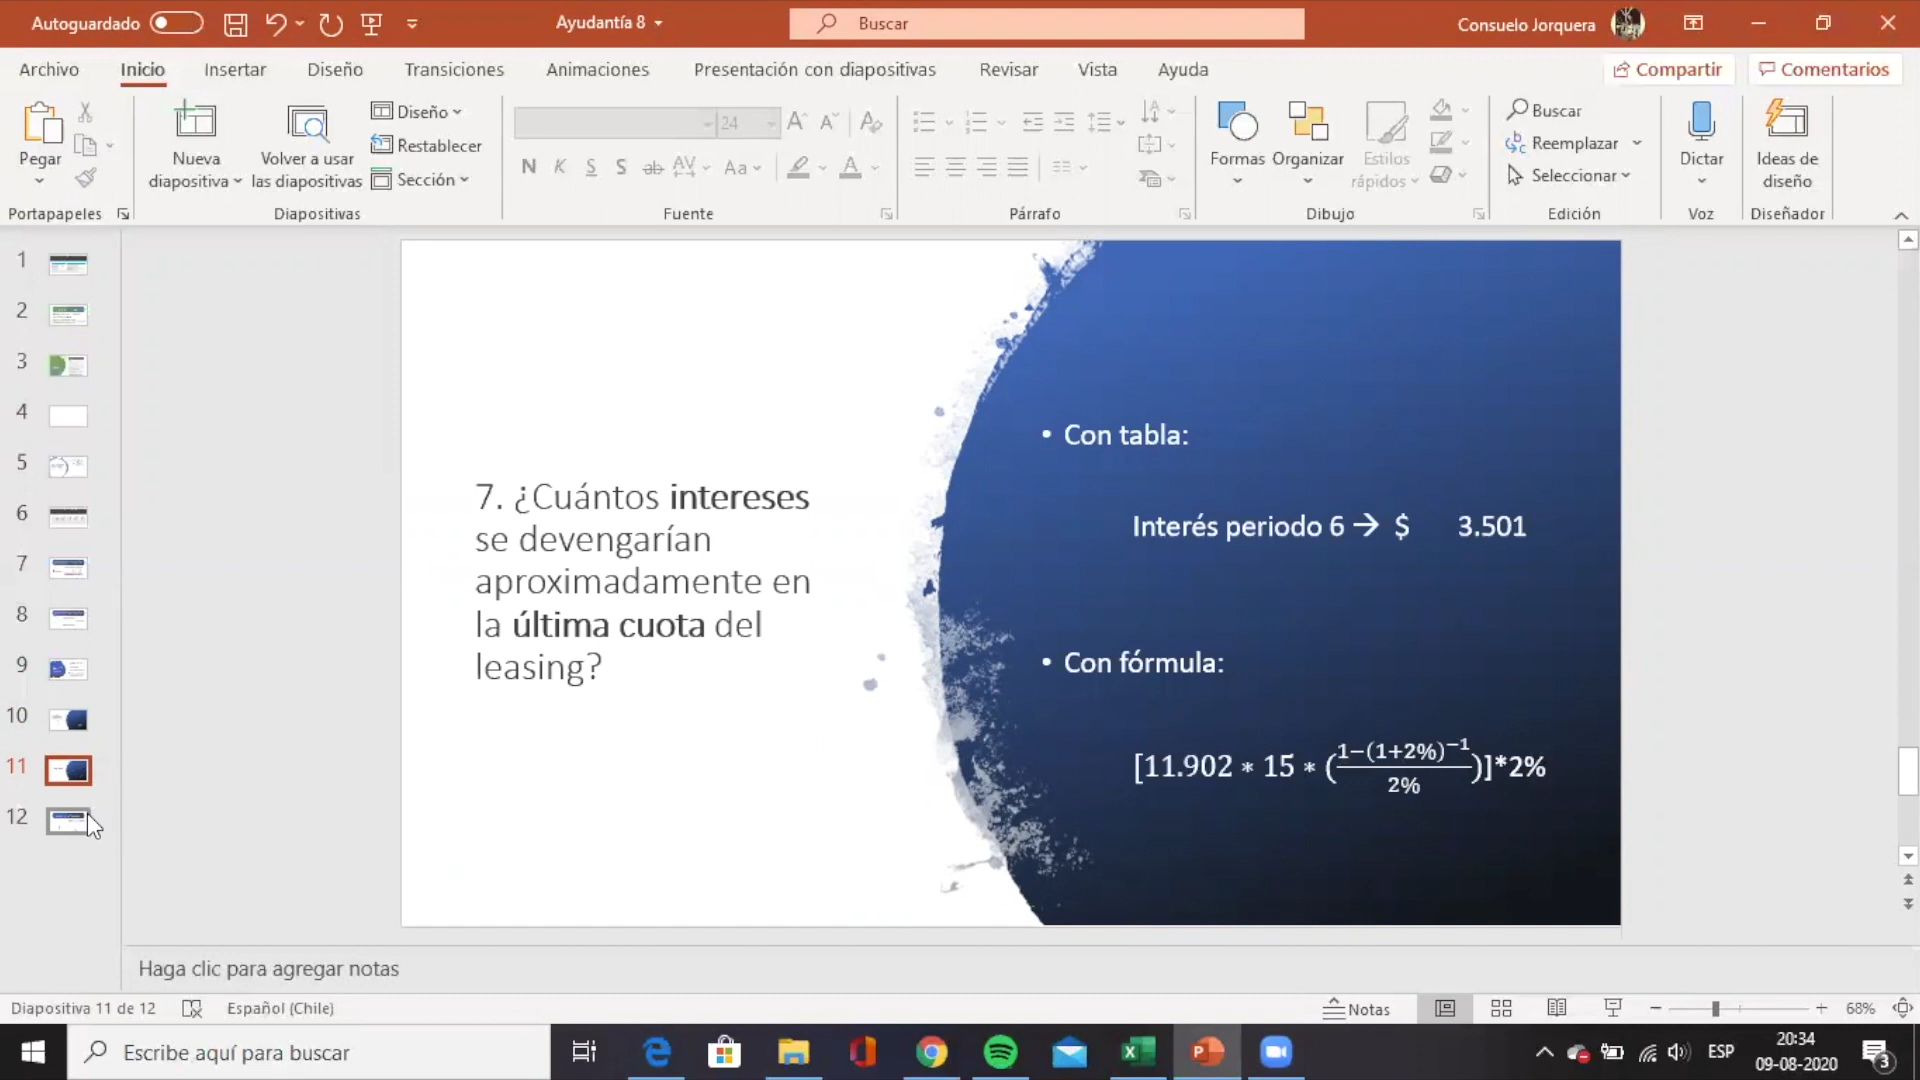 Autoguardado
Ayudantía 8
Buscar
Consuelo Jorquera
Archivo Inicio Insertar Diseño Transiciones Animaciones Presentación con diapositivas Revisar Vista Ayuda
Compartir Comentarios
Pegar
Portapapeles
Nueva
diapositiva
Volver a usar
las diapositivas
Diseño
Restablecer
Sección
Diapositivas
24
N K S S ab AV Aa A
Fuente
Párrafo
Formas Organizar
Estilos
rápidos
Dibujo
Buscar
Reemplazar
Seleccionar
Edición
Dictar
Voz
Ideas de
diseño
Diseñador
1
2
3
4
5
6
7
8
9
10
11
12
7. ¿Cuántos intereses
se devengarían
aproximadamente en
la última cuota del
leasing?
• Con tabla:
Interés periodo 6 → $ 3.501
• Con fórmula:
[11.902 ∗ 15 ∗ (1−(1+2%)⁻¹/2%)]*2%
Haga clic para agregar notas
Diapositiva 11 de 12 Español (Chile) Notas 68%
Escribe aquí para buscar
ESP
20:34
09-08-2020
3